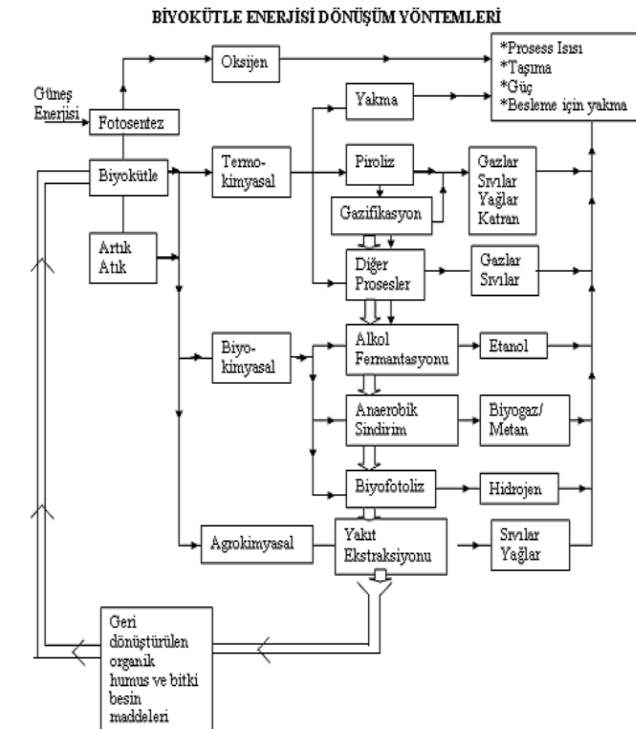 BİYOKÜTLE ENERJİSİ DÖNÜŞÜM YÖNTEMLERİ
Güneş
Enerjisi
Fotosentez
Oksijen
*Prosess Isısı
*Taşıma
*Güç
*Besleme için yakma
Yakma
Biyokütle
Termo-
kimyasal
Piroliz
Gazlar
Sıvılar
Yağlar
Katran
Gazifikasyon
Artık
Atık
Diğer
Prosesler
Gazlar
Sıvılar
Biyo-
kimyasal
Alkol
Fermantasyonu
Etanol
Anaerobik
Sindirim
Biyogaz/
Metan
Biyofotoliz
Hidrojen
Agrokimyasal
Yakıt
Ekstraksiyonu
Sıvılar
Yağlar
Geri
dönüştürülen
organik
humus ve bitki
besin
maddeleri